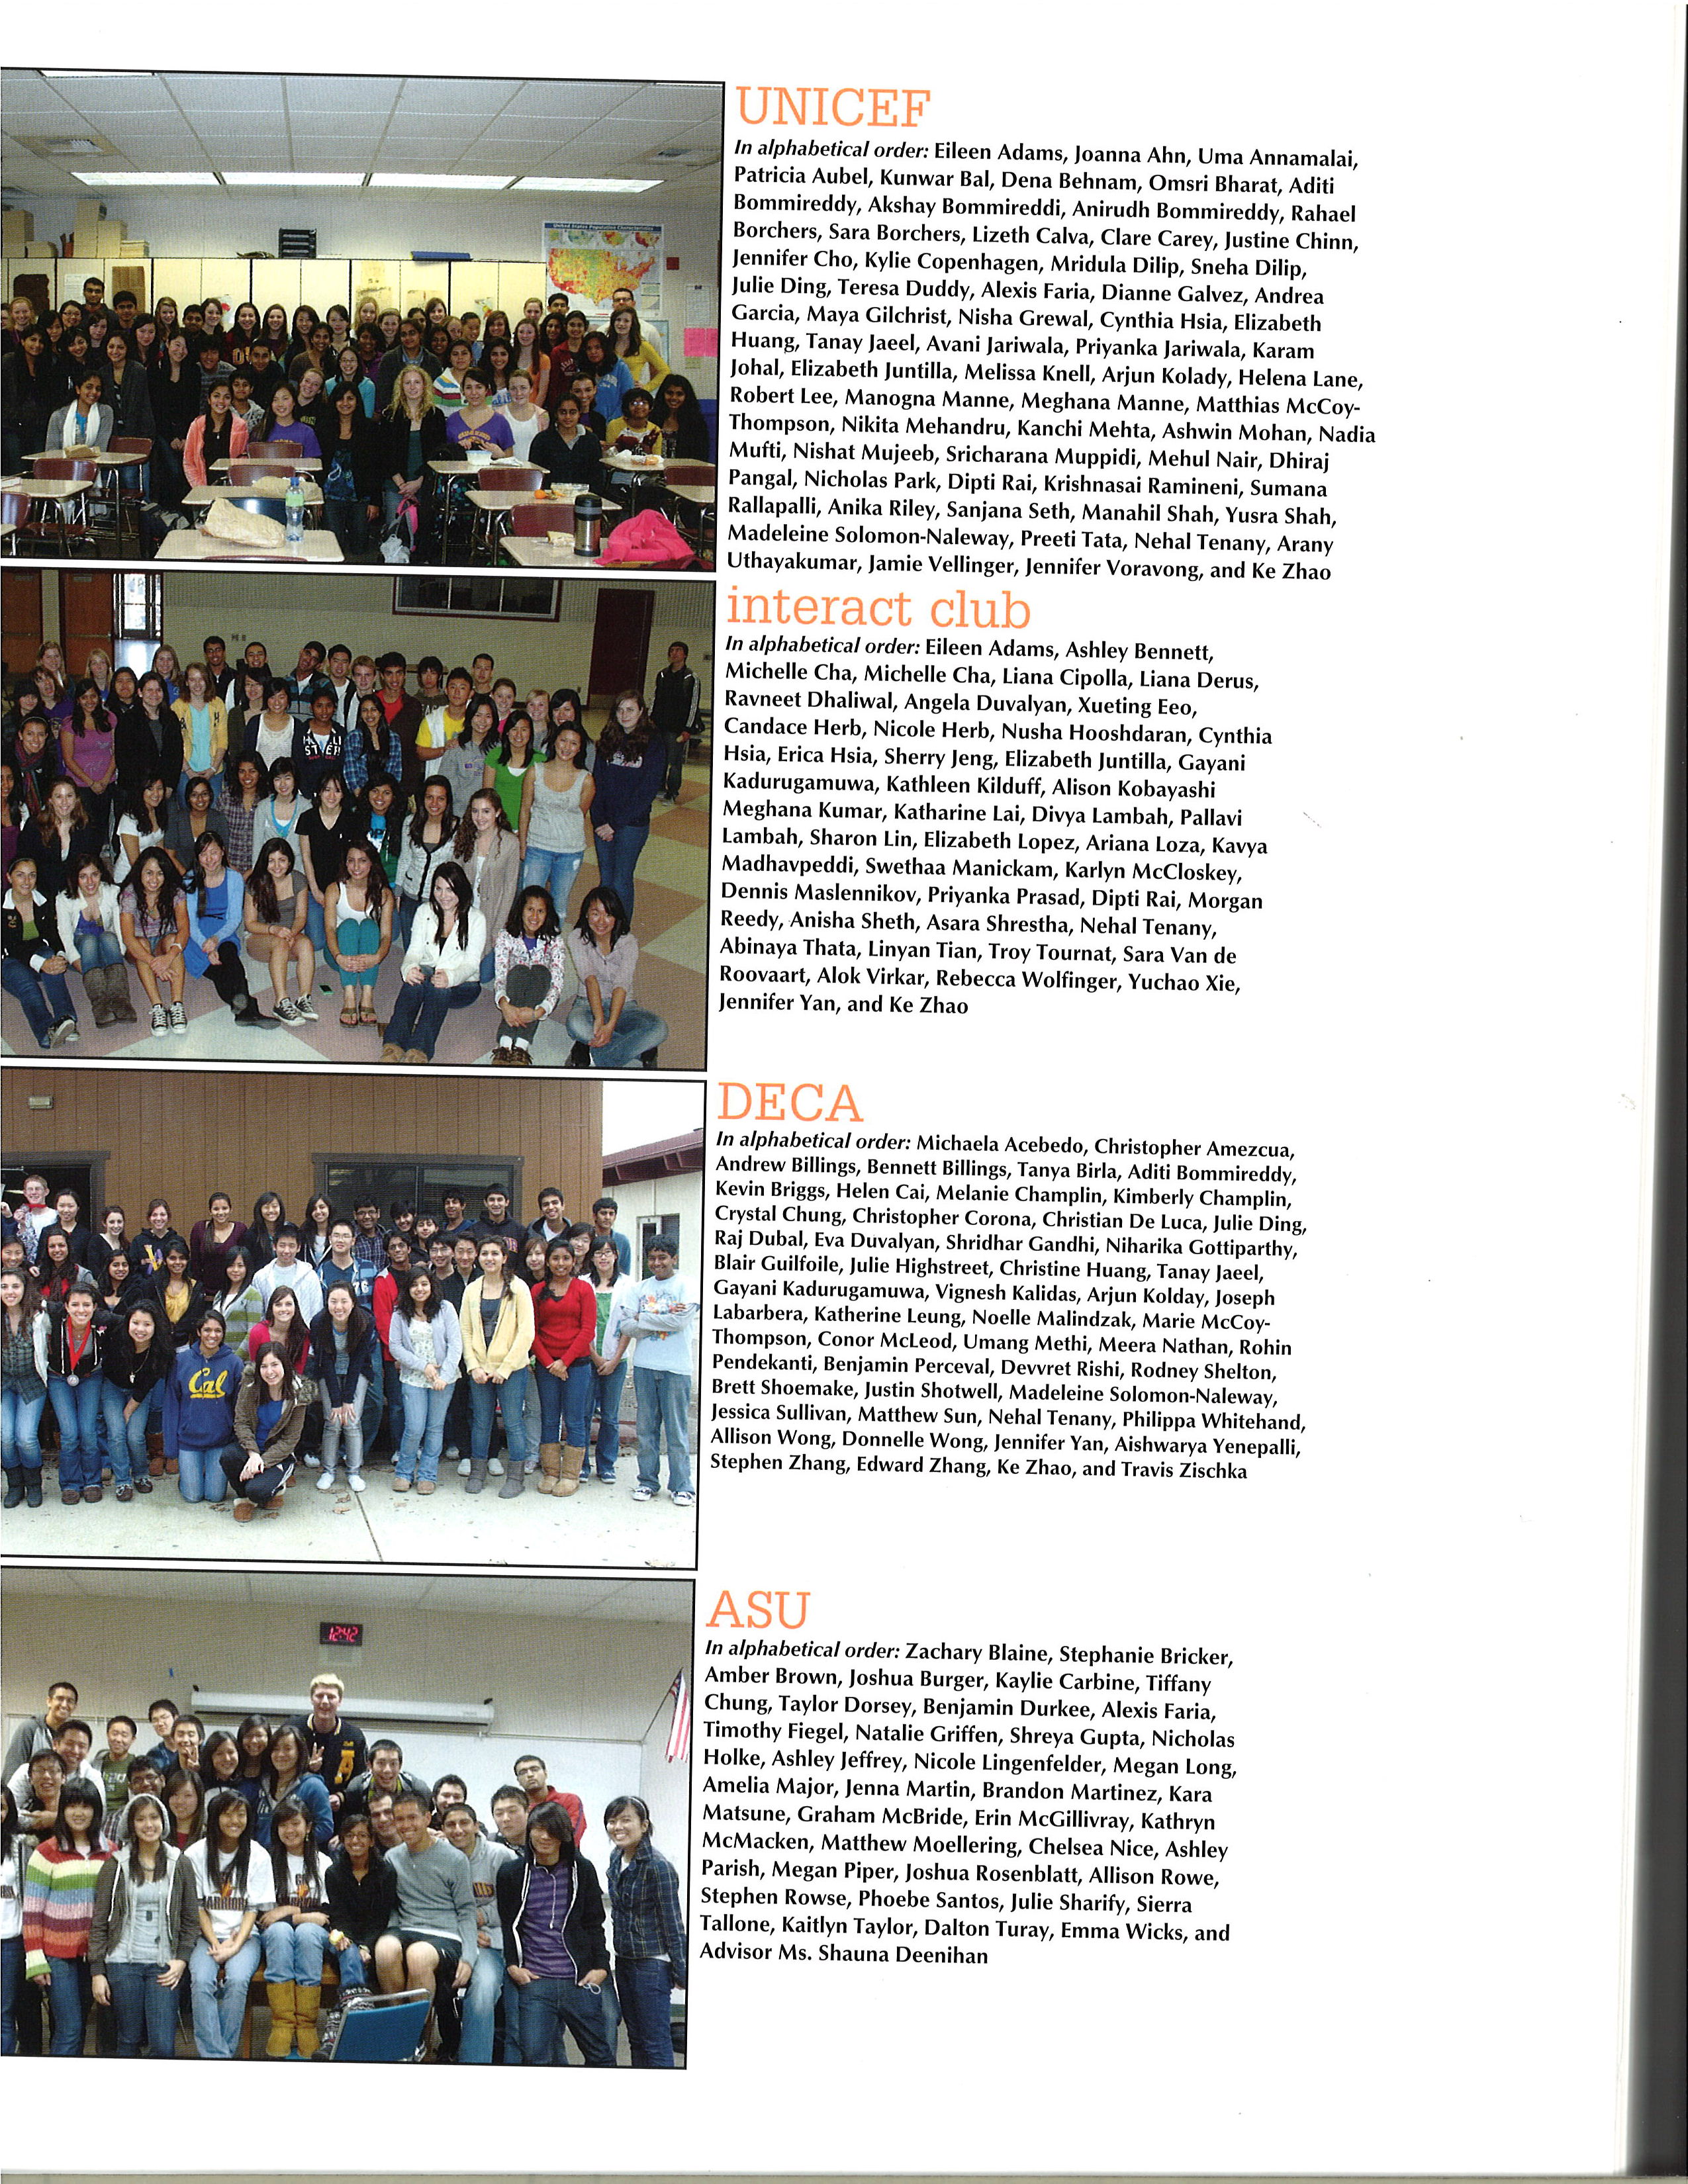 UNICEF
In alphabetical order: Eileen Adams, Joanna Ahn, Uma Annamalai,
Patricia Aubel, Kunwar Bal, Dena Behnam, Omsri Bharat, Aditi
Bommireddy, Akshay Bommireddi, Anirudh Bommireddy, Rahael
Borchers, Sara Borchers, Lizeth Calva, Clare Carey, Justine Chinn,
Jennifer Cho, Kylie Copenhagen, Mridula Dilip, Sneha Dilip,
Julie Ding, Teresa Duddy, Alexis Faria, Dianne Galvez, Andrea
Garcia, Maya Gilchrist, Nisha Grewal, Cynthia Hsia, Elizabeth
Huang, Tanay Jaeel, Avani Jariwala, Priyanka Jariwala, Karam
Johal, Elizabeth Juntilla, Melissa Knell, Arjun Kolady, Helena Lane,
Robert Lee, Manogna Manne, Meghana Manne, Matthias McCoy-
Thompson, Nikita Mehandru, Kanchi Mehta, Ashwin Mohan, Nadia
Mufti, Nishat Mujeeb, Sricharana Muppidi, Mehul Nair, Dhiraj
Pangal, Nicholas Park, Dipti Rai, Krishnasai Ramineni, Sumana
Rallapalli, Anika Riley, Sanjana Seth, Manahil Shah, Yusra Shah,
Madeleine Solomon-Naleway, Preeti Tata, Nehal Tenany, Arany
Uthayakumar, Jamie Vellinger, Jennifer Voravong, and Ke Zhao
United States Population Characteristics
interact club
In alphabetical order: Eileen Adams, Ashley Bennett,
Michelle Cha, Michelle Cha, Liana Cipolla, Liana Derus,
Ravneet Dhaliwal, Angela Duvalyan, Xueting Eeo,
Candace Herb, Nicole Herb, Nusha Hooshdaran, Cynthia
Hsia, Erica Hsia, Sherry Jeng, Elizabeth Juntilla, Gayani
Kadurugamuwa, Kathleen Kilduff, Alison Kobayashi
Meghana Kumar, Katharine Lai, Divya Lambah, Pallavi
Lambah, Sharon Lin, Elizabeth Lopez, Ariana Loza, Kavya
Madhavpeddi, Swethaa Manickam, Karlyn McCloskey,
Dennis Maslennikov, Priyanka Prasad, Dipti Rai, Morgan
Reedy, Anisha Sheth, Asara Shrestha, Nehal Tenany,
Abinaya Thata, Linyan Tian, Troy Tournat, Sara Van de
Roovaart, Alok Virkar, Rebecca Wolfinger, Yuchao Xie,
Jennifer Yan, and Ke Zhao
DECA
In alphabetical order: Michaela Acebedo, Christopher Amezcua,
Andrew Billings, Bennett Billings, Tanya Birla, Aditi Bommireddy,
Kevin Briggs, Helen Cai, Melanie Champlin, Kimberly Champlin,
Crystal Chung, Christopher Corona, Christian De Luca, Julie Ding,
Raj Dubal, Eva Duvalyan, Shridhar Gandhi, Niharika Gottiparthy,
Blair Guilfoile, Julie Highstreet, Christine Huang, Tanay Jaeel,
Gayani Kadurugamuwa, Vignesh Kalidas, Arjun Kolday, Joseph
Labarbera, Katherine Leung, Noelle Malindzak, Marie McCoy-
Thompson, Conor McLeod, Umang Methi, Meera Nathan, Rohin
Pendekanti, Benjamin Perceval, Devvret Rishi, Rodney Shelton,
Brett Shoemake, Justin Shotwell, Madeleine Solomon-Naleway,
Jessica Sullivan, Matthew Sun, Nehal Tenany, Philippa Whitehand,
Allison Wong, Donnelle Wong, Jennifer Yan, Aishwarya Yenepalli,
Stephen Zhang, Edward Zhang, Ke Zhao, and Travis Zischka
Cal
ASU
In alphabetical order: Zachary Blaine, Stephanie Bricker,
Amber Brown, Joshua Burger, Kaylie Carbine, Tiffany
Chung, Taylor Dorsey, Benjamin Durkee, Alexis Faria,
Timothy Fiegel, Natalie Griffen, Shreya Gupta, Nicholas
Holke, Ashley Jeffrey, Nicole Lingenfelder, Megan Long,
Amelia Major, Jenna Martin, Brandon Martinez, Kara
Matsune, Graham McBride, Erin McGillivray, Kathryn
McMacken, Matthew Moellering, Chelsea Nice, Ashley
Parish, Megan Piper, Joshua Rosenblatt, Allison Rowe,
Stephen Rowse, Phoebe Santos, Julie Sharify, Sierra
Tallone, Kaitlyn Taylor, Dalton Turay, Emma Wicks, and
Advisor Ms. Shauna Deenihan
12:42